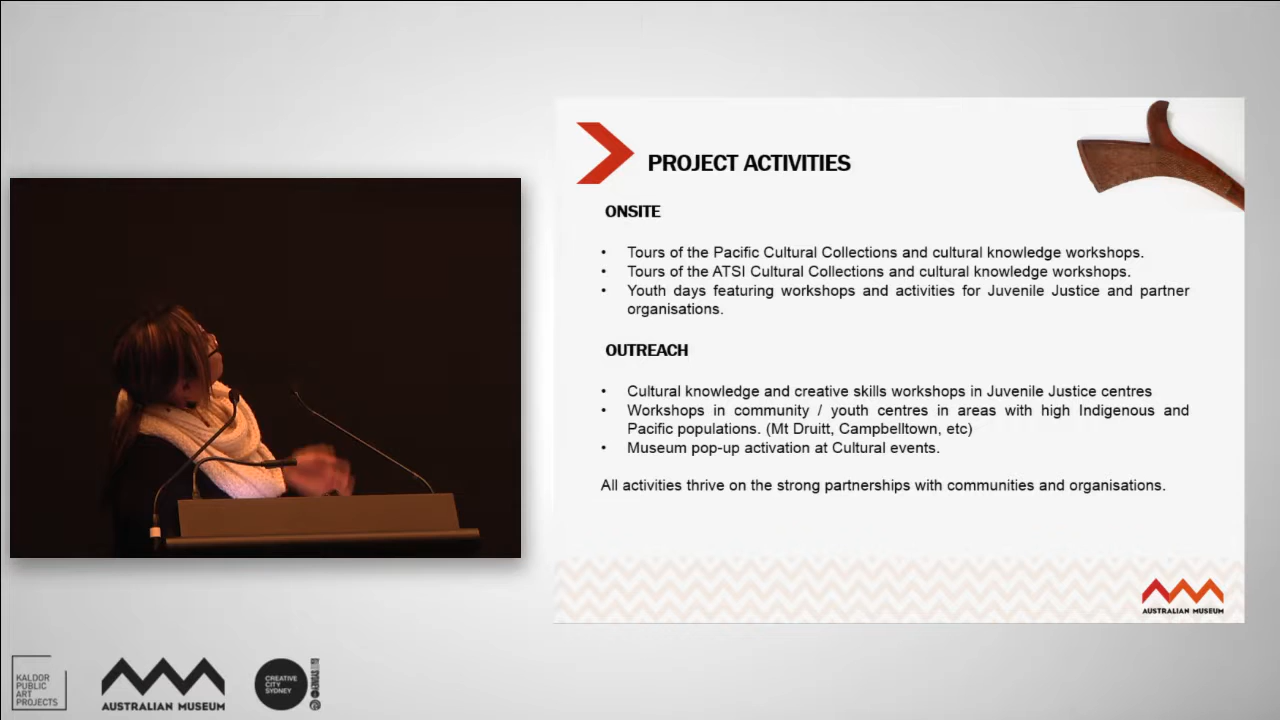 PROJECT ACTIVITIES
ONSITE
• Tours of the Pacific Cultural Collections and cultural knowledge workshops.
• Tours of the ATSI Cultural Collections and cultural knowledge workshops.
• Youth days featuring workshops and activities for Juvenile Justice and partner
organisations.
OUTREACH
• Cultural knowledge and creative skills workshops in Juvenile Justice centres
• Workshops in community / youth centres in areas with high Indigenous and
Pacific populations. (Mt Druitt, Campbelltown, etc)
• Museum pop-up activation at Cultural events.
All activities thrive on the strong partnerships with communities and organisations.
AUSTRALIAN MUSEUM
KALDOR
PUBLIC
ART
PROJECTS
AUSTRALIAN MUSEUM
CREATIVE
CITY
SYDNEY